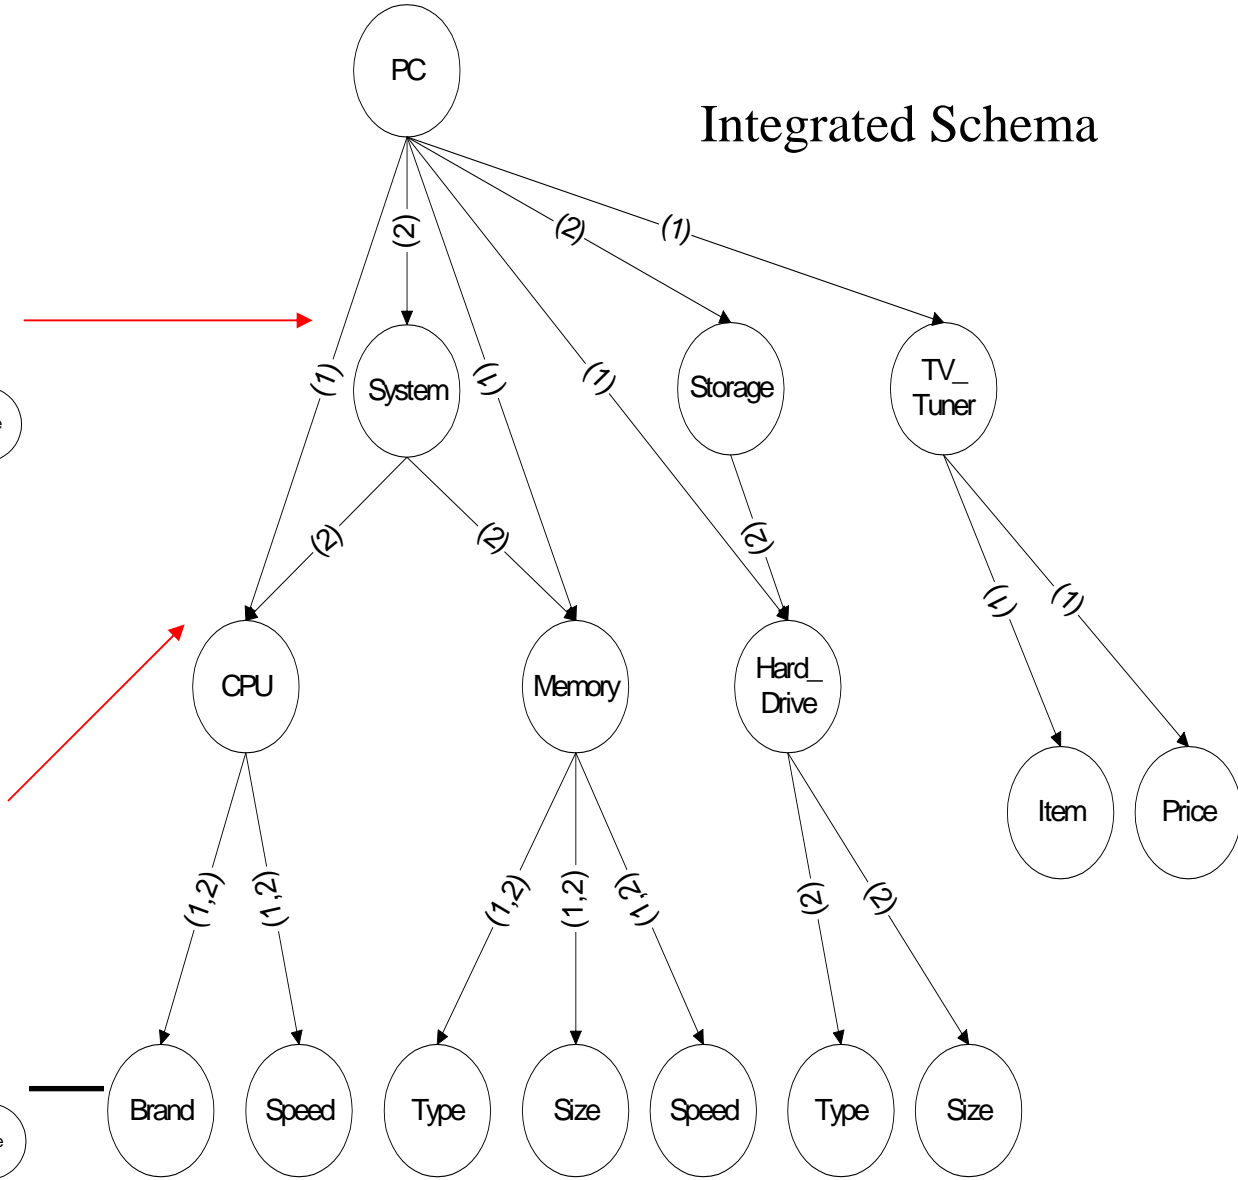 PC
Integrated Schema
(2)
(2)
(1)
(1)
(1)
(1)
System
Storage
TV_
Tuner
(2)
(2)
(2)
(1)
(1)
CPU
Memory
Hard_
Drive
Item
Price
(1,2)
(1,2)
(1,2)
(1,2)
(1,2)
(2)
(2)
Brand
Speed
Type
Size
Speed
Type
Size